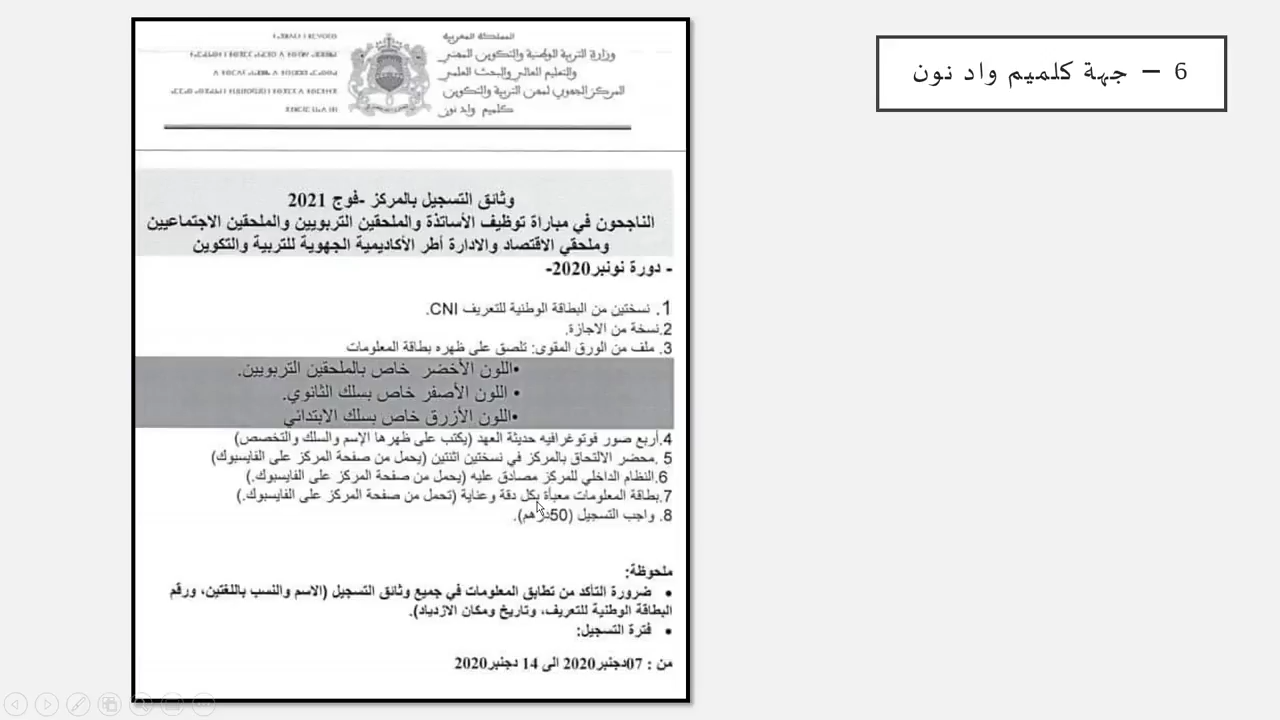 6 – جهة كلميم واد نون
المملكة المغربية
وزارة التربية الوطنية والتكوين المهني
والتعليم العالي والبحث العلمي
المركز الجهوي لمهن التربية والتكوين
كلميم واد نون
وثائق التسجيل بالمركز -فوج 2021
الناجحون في مباراة توظيف الأساتذة والملحقين التربويين والملحقين الاجتماعيين
وملحقي الاقتصاد والادارة أطر الأكاديمية الجهوية للتربية والتكوين
- دورة نونبر2020-
1. نسختين من البطاقة الوطنية للتعريف CNI.
2.نسخة من الاجازة.
3. ملف من الورق المقوى: تلصق على ظهره بطاقة المعلومات
•اللون الأخضر خاص بالملحقين التربويين.
• اللون الأصفر خاص بسلك الثانوي.
•اللون الأزرق خاص بسلك الابتدائي
4.أربع صور فوتوغرافيه حديثة العهد (يكتب على ظهرها الإسم والسلك والتخصص)
5 .محضر الالتحاق بالمركز في نسختين اثنتين (يحمل من صفحة المركز على الفايسبوك)
6.النظام الداخلي للمركز مصادق عليه (يحمل من صفحة المركز على الفايسبوك.)
7.بطاقة المعلومات معبأة بكل دقة وعناية (تحمل من صفحة المركز على الفايسبوك.)
8. واجب التسجيل (50درهم).
ملحوظة:
• ضرورة التأكد من تطابق المعلومات في جميع وثائق التسجيل (الاسم والنسب باللغتين، ورقم
البطاقة الوطنية للتعريف، وتاريخ ومكان الازدياد).
• فترة التسجيل:
من : 07دجنبر2020 الى 14 دجنبر2020